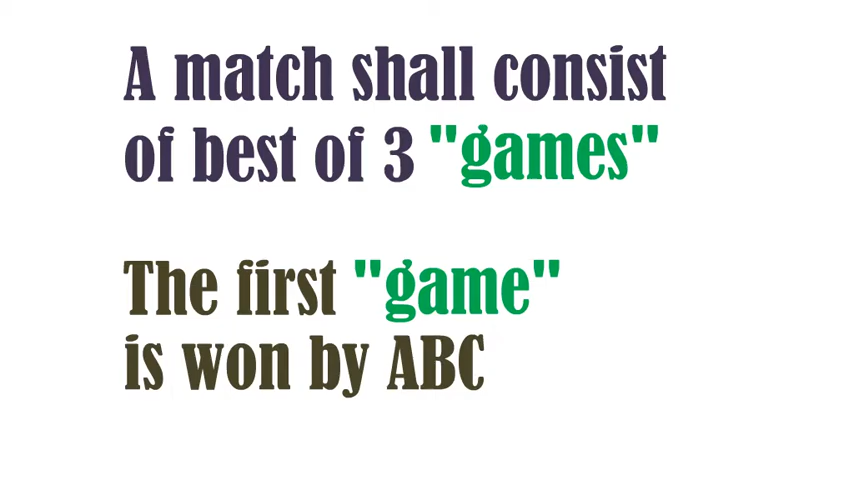 A match shall consist
of best of 3 "games"
The first "game"
is won by ABC